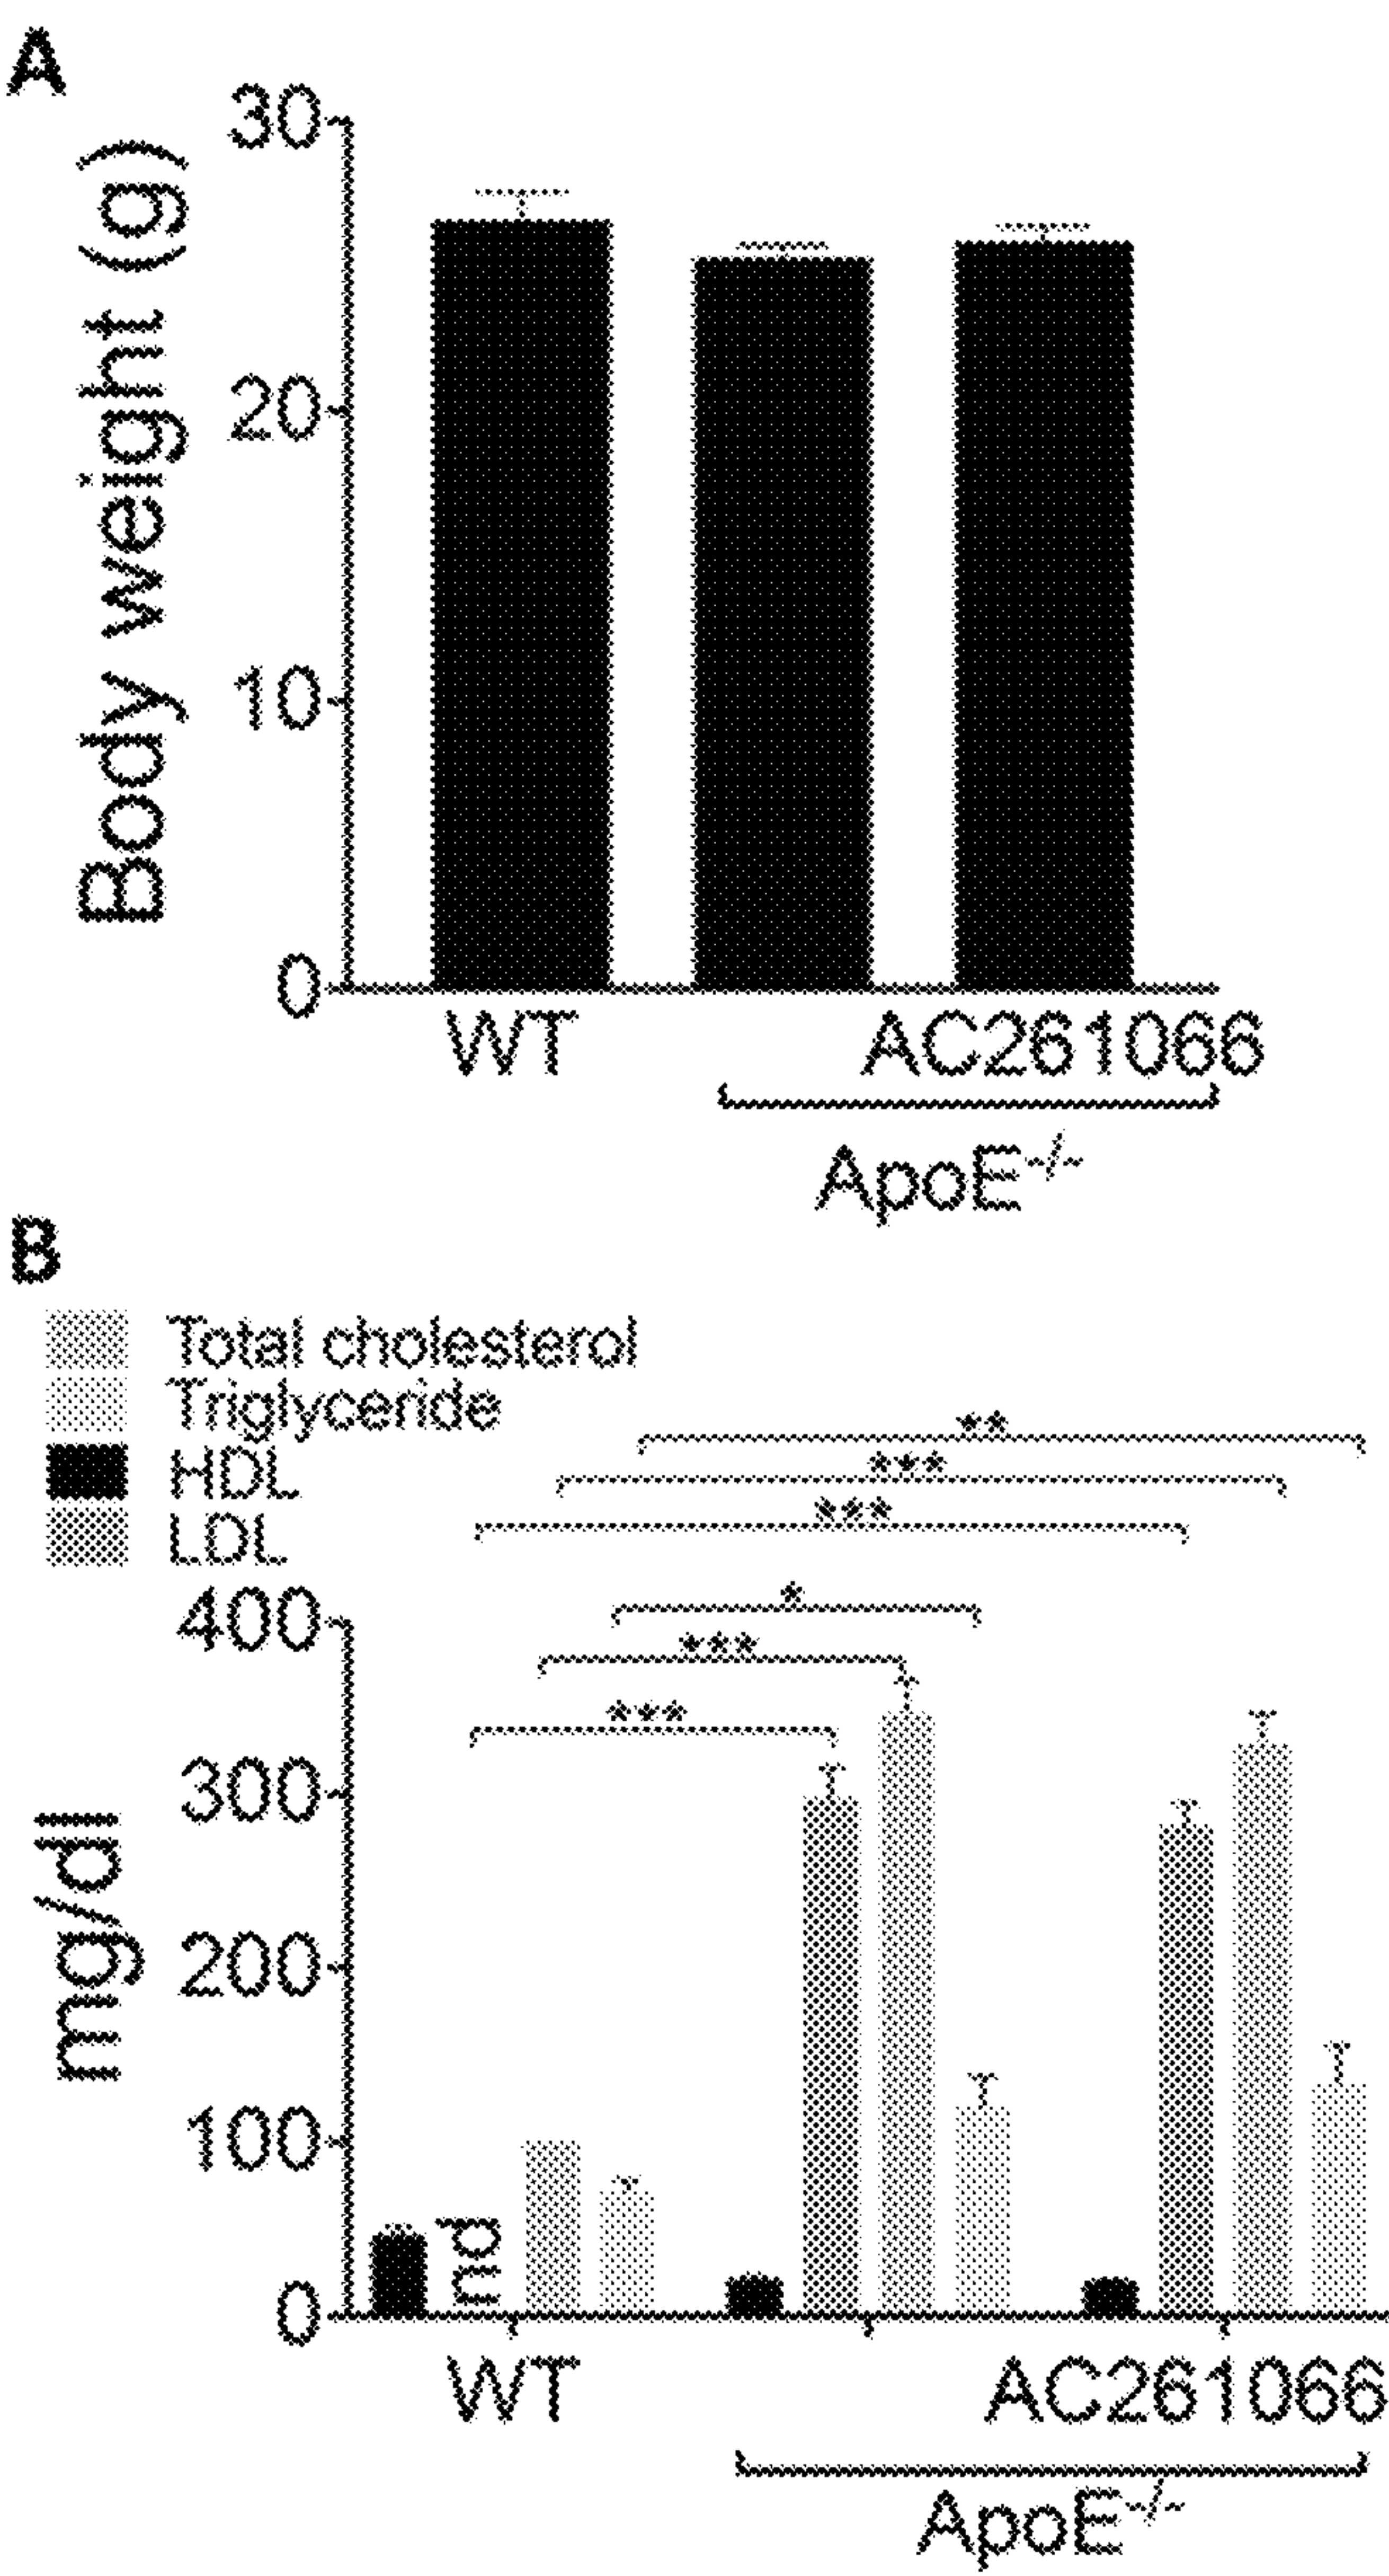 A
30
20
10
0
Body weight (g)
WT
AC261066
ApoE-/-
B
Total cholesterol
Triglyceride
HDL
LDL
**
***
***
*
***
***
400
300
200
100
0
mg/dl
nd
WT
AC261066
ApoE-/-